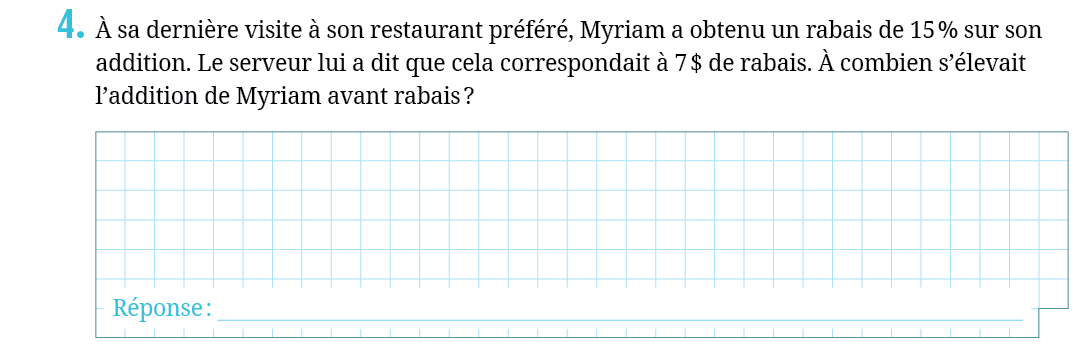 4. À sa dernière visite à son restaurant préféré, Myriam a obtenu un rabais de 15 % sur son
addition. Le serveur lui a dit que cela correspondait à 7 $ de rabais. À combien s’élevait
l’addition de Myriam avant rabais ?
Réponse :